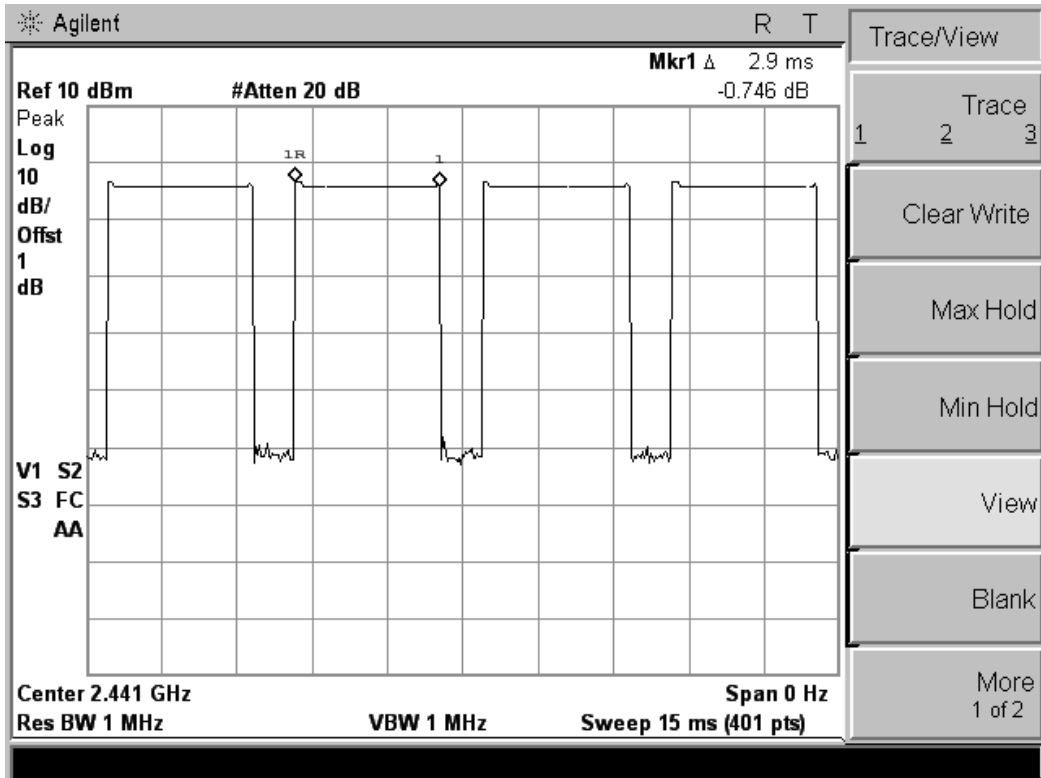 Agilent R T
Mkr1 Δ 2.9 ms
Ref 10 dBm #Atten 20 dB -0.746 dB
Peak
Log
10
dB/
Offst
1
dB
1R
1
V1 S2
S3 FC
AA
Center 2.441 GHz Span 0 Hz
Res BW 1 MHz VBW 1 MHz Sweep 15 ms (401 pts)
Trace/View
Trace
1 2 3
Clear Write
Max Hold
Min Hold
View
Blank
More
1 of 2